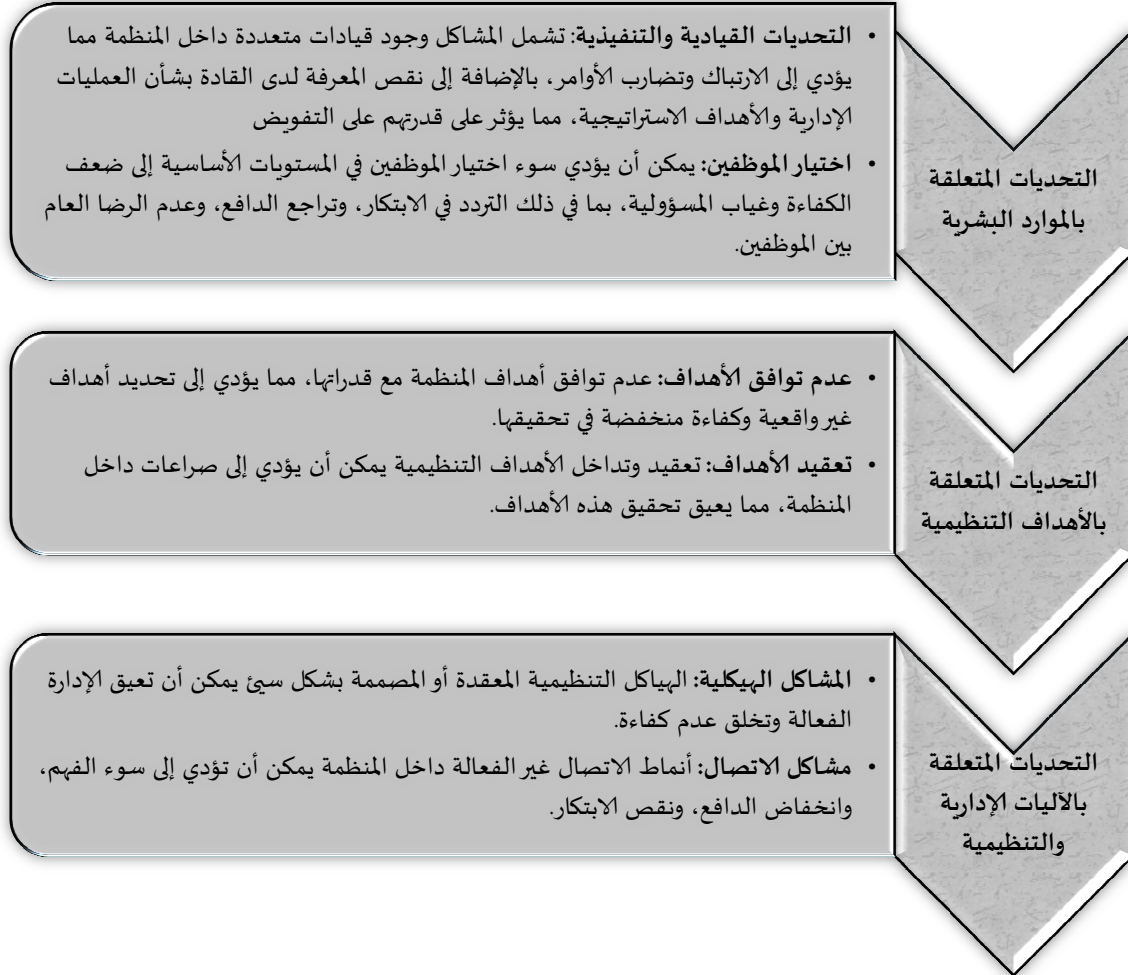 التحديات المتعلقة
بالموارد البشرية
• التحديات القيادية والتنفيذية: تشمل المشاكل وجود قيادات متعددة داخل المنظمة مما
يؤدي إلى الارتباك وتضارب الأوامر، بالإضافة إلى نقص المعرفة لدى القادة بشأن العمليات
الإدارية والأهداف الاستراتيجية، مما يؤثر على قدرتهم على التفويض
• اختيار الموظفين: يمكن أن يؤدي سوء اختيار الموظفين في المستويات الأساسية إلى ضعف
الكفاءة وغياب المسؤولية، بما في ذلك التردد في الابتكار، وتراجع الدافع، وعدم الرضا العام
بين الموظفين.
التحديات المتعلقة
بالأهداف التنظيمية
• عدم توافق الأهداف: عدم توافق أهداف المنظمة مع قدراتها، مما يؤدي إلى تحديد أهداف
غير واقعية وكفاءة منخفضة في تحقيقها.
• تعقيد الأهداف: تعقيد وتداخل الأهداف التنظيمية يمكن أن يؤدي إلى صراعات داخل
المنظمة، مما يعيق تحقيق هذه الأهداف.
التحديات المتعلقة
بالآليات الإدارية
والتنظيمية
• المشاكل الهيكلية: الهياكل التنظيمية المعقدة أو المصممة بشكل سيئ يمكن أن تعيق الإدارة
الفعالة وتخلق عدم كفاءة.
• مشاكل الاتصال: أنماط الاتصال غير الفعالة داخل المنظمة يمكن أن تؤدي إلى سوء الفهم،
وانخفاض الدافع، ونقص الابتكار.